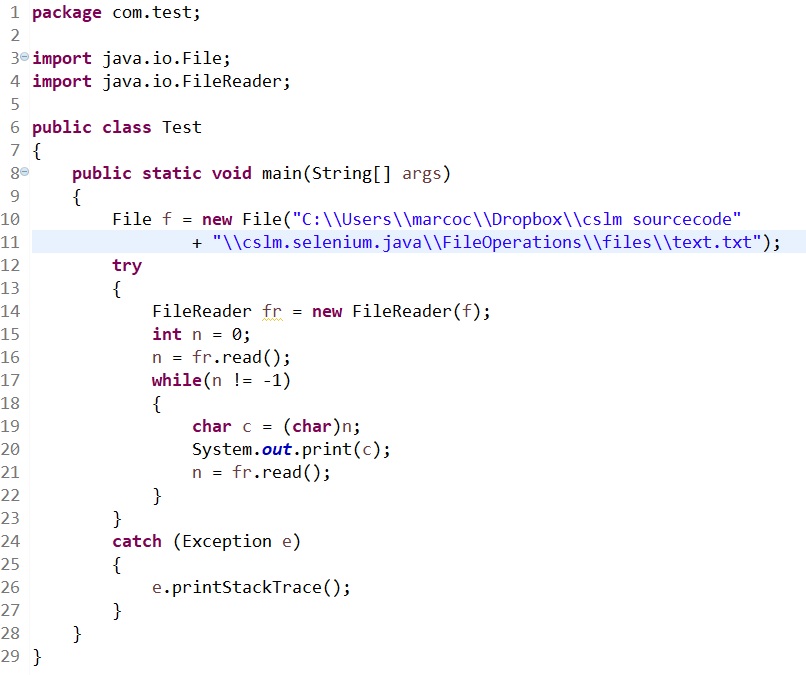 1 package com.test;
2
3 import java.io.File;
4 import java.io.FileReader;
5
6 public class Test
7 {
8     public static void main(String[] args)
9     {
10         File f = new File("C:\\Users\\marcoc\\Dropbox\\cslm sourcecode"
11                 + "\\cslm.selenium.java\\FileOperations\\files\\text.txt");
12         try
13         {
14             FileReader fr = new FileReader(f);
15             int n = 0;
16             n = fr.read();
17             while(n != -1)
18             {
19                 char c = (char)n;
20                 System.out.print(c);
21                 n = fr.read();
22             }
23         }
24         catch (Exception e)
25         {
26             e.printStackTrace();
27         }
28     }
29 }